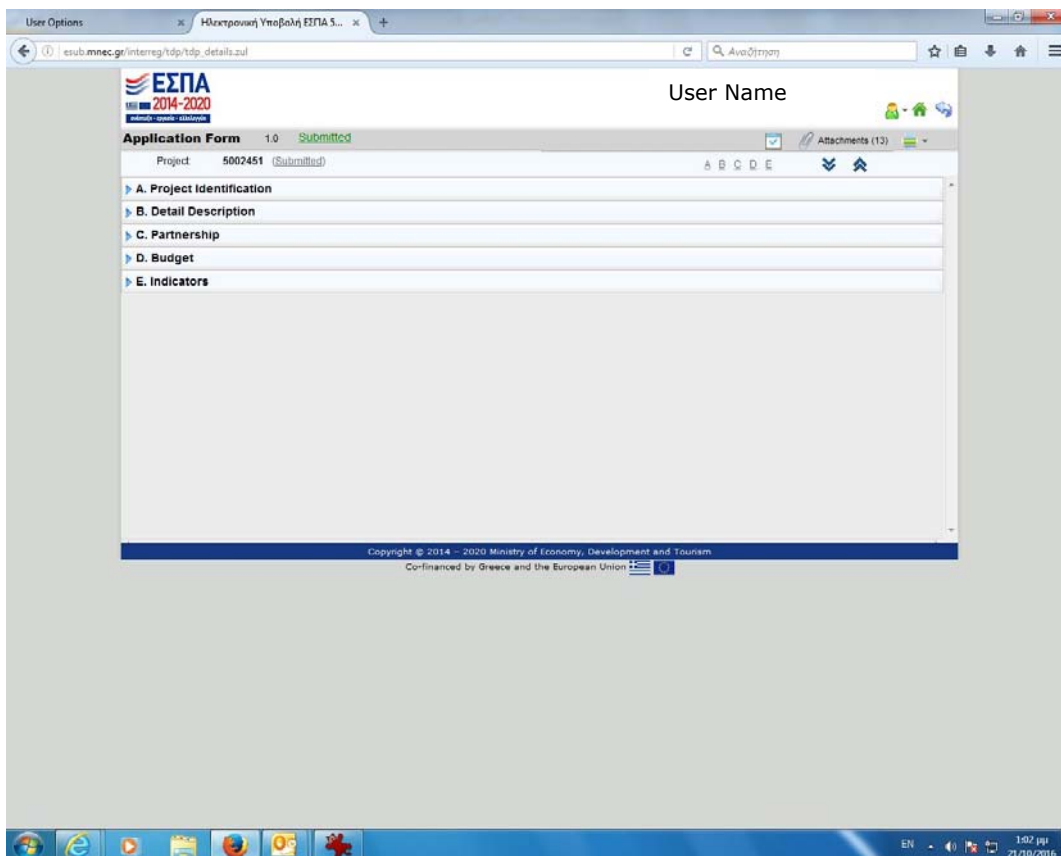 User Options
Ηλεκτρονική Υποβολή ΕΣΠΑ 5...
esub.mnec.gr/interreg/tdp/tdp_details.zul
Αναζήτηση
ΕΣΠΑ
2014-2020
ανάπτυξη - εργασία - αλληλεγγύη
User Name
Application Form 1.0 Submitted
Attachments (13)
Project 5002451 (Submitted)
A B C D E
A. Project Identification
B. Detail Description
C. Partnership
D. Budget
E. Indicators
Copyright © 2014 – 2020 Ministry of Economy, Development and Tourism
Co-financed by Greece and the European Union
EN
1:02 μμ
21/10/2016